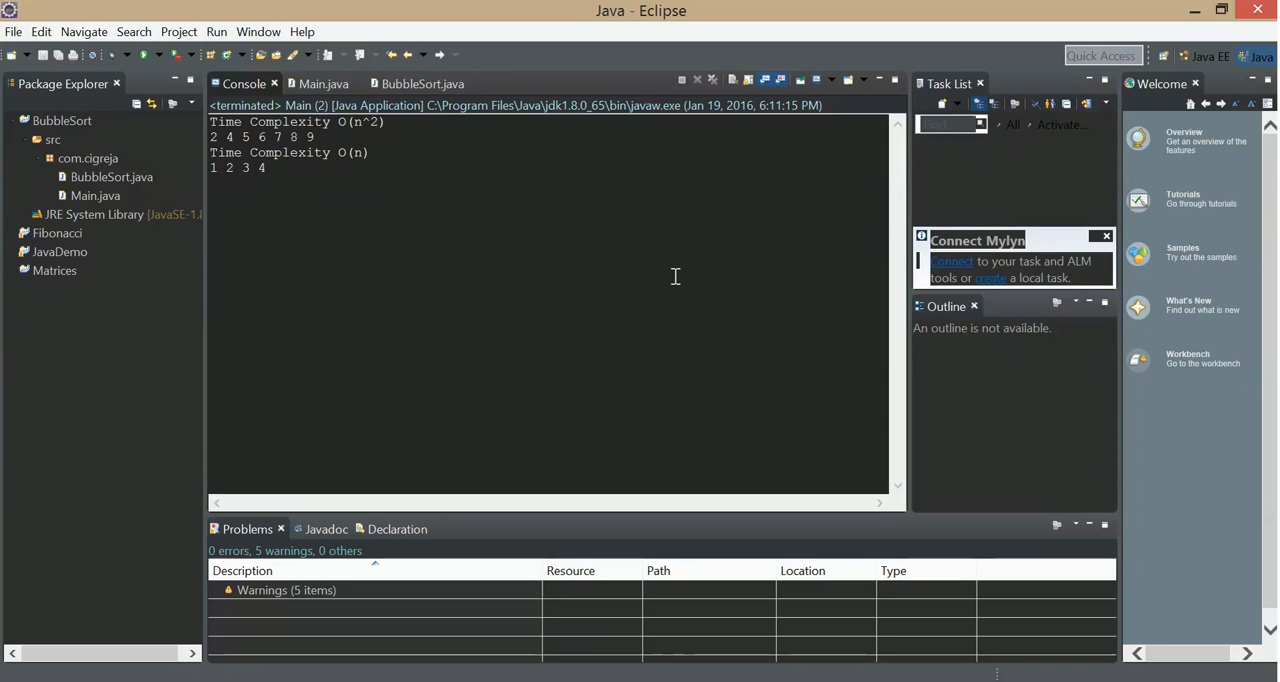 Java - Eclipse
File Edit Navigate Search Project Run Window Help
Quick Access
Java EE
Java
Package Explorer
BubbleSort
src
com.cigreja
BubbleSort.java
Main.java
JRE System Library [JavaSE-1.8
Fibonacci
JavaDemo
Matrices
Console
Main.java
BubbleSort.java
<terminated> Main (2) [Java Application] C:\Program Files\Java\jdk1.8.0_65\bin\javaw.exe (Jan 19, 2016, 6:11:15 PM)
Time Complexity O(n^2)
2 4 5 6 7 8 9
Time Complexity O(n)
1 2 3 4
Task List
Find
All
Activate...
Connect Mylyn
Connect to your task and ALM
tools or create a local task.
Outline
An outline is not available.
Welcome
Overview
Get an overview of the
features
Tutorials
Go through tutorials
Samples
Try out the samples
What's New
Find out what is new
Workbench
Go to the workbench
Problems
Javadoc
Declaration
0 errors, 5 warnings, 0 others
Description Resource Path Location Type
Warnings (5 items)